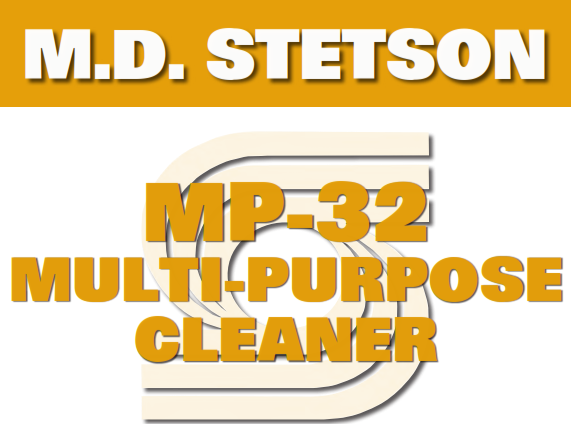 M.D. STETSON
MP-32
MULTI-PURPOSE
CLEANER